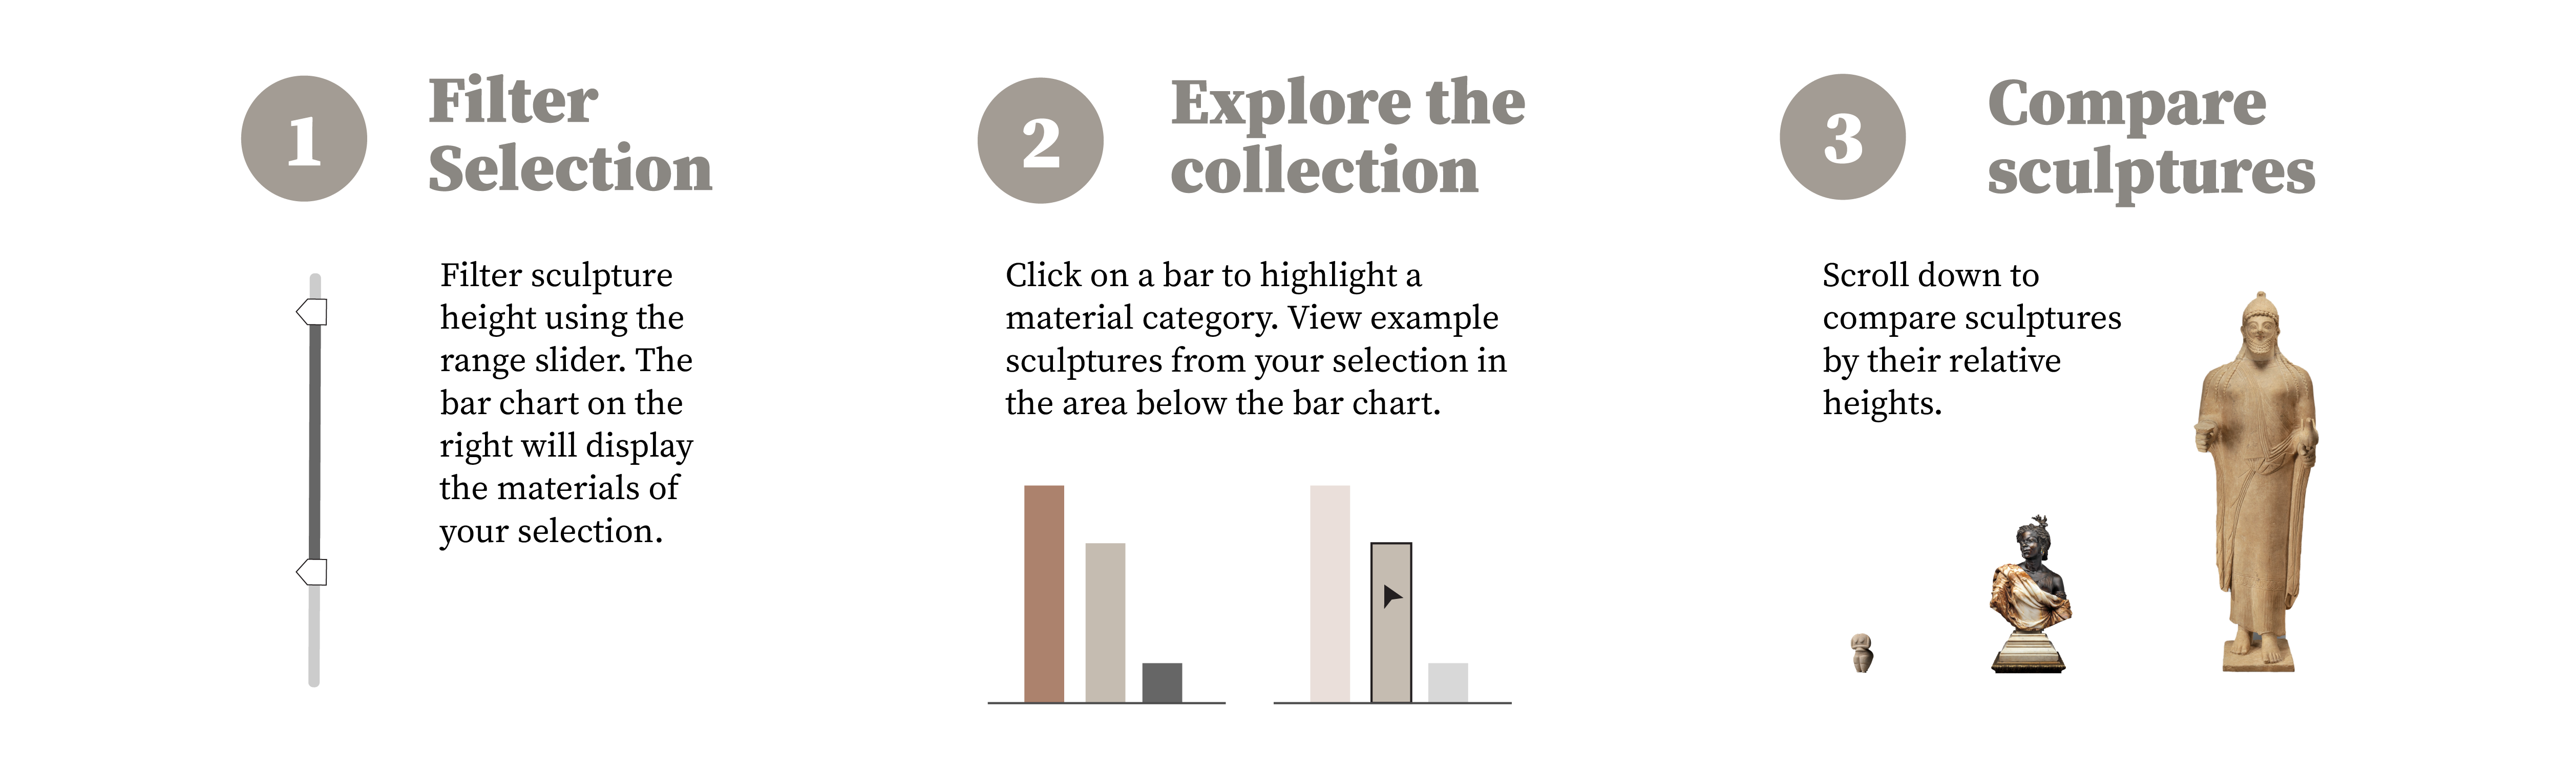 1
Filter
Selection
Filter sculpture
height using the
range slider. The
bar chart on the
right will display
the materials of
your selection.
2
Explore the
collection
Click on a bar to highlight a
material category. View example
sculptures from your selection in
the area below the bar chart.
3
Compare
sculptures
Scroll down to
compare sculptures
by their relative
heights.